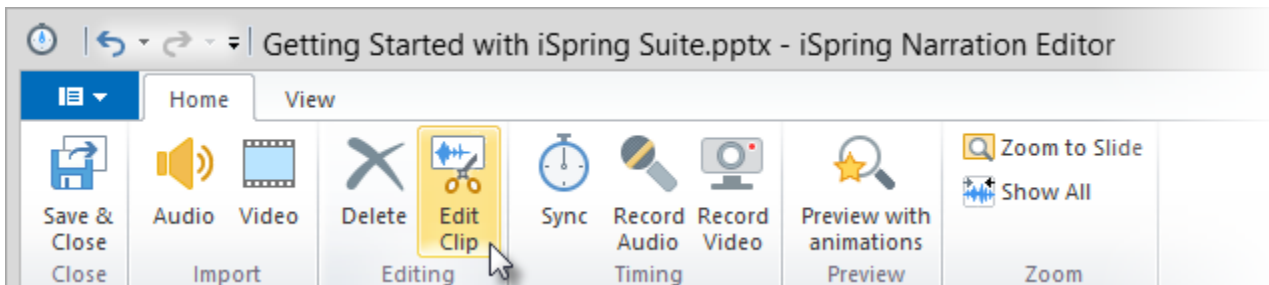 Getting Started with iSpring Suite.pptx - iSpring Narration Editor
Home View
Save & Close
Audio Video
Delete Edit Clip
Sync Record Audio Record Video
Preview with animations
Zoom to Slide
Show All
Close Import Editing Timing Preview Zoom